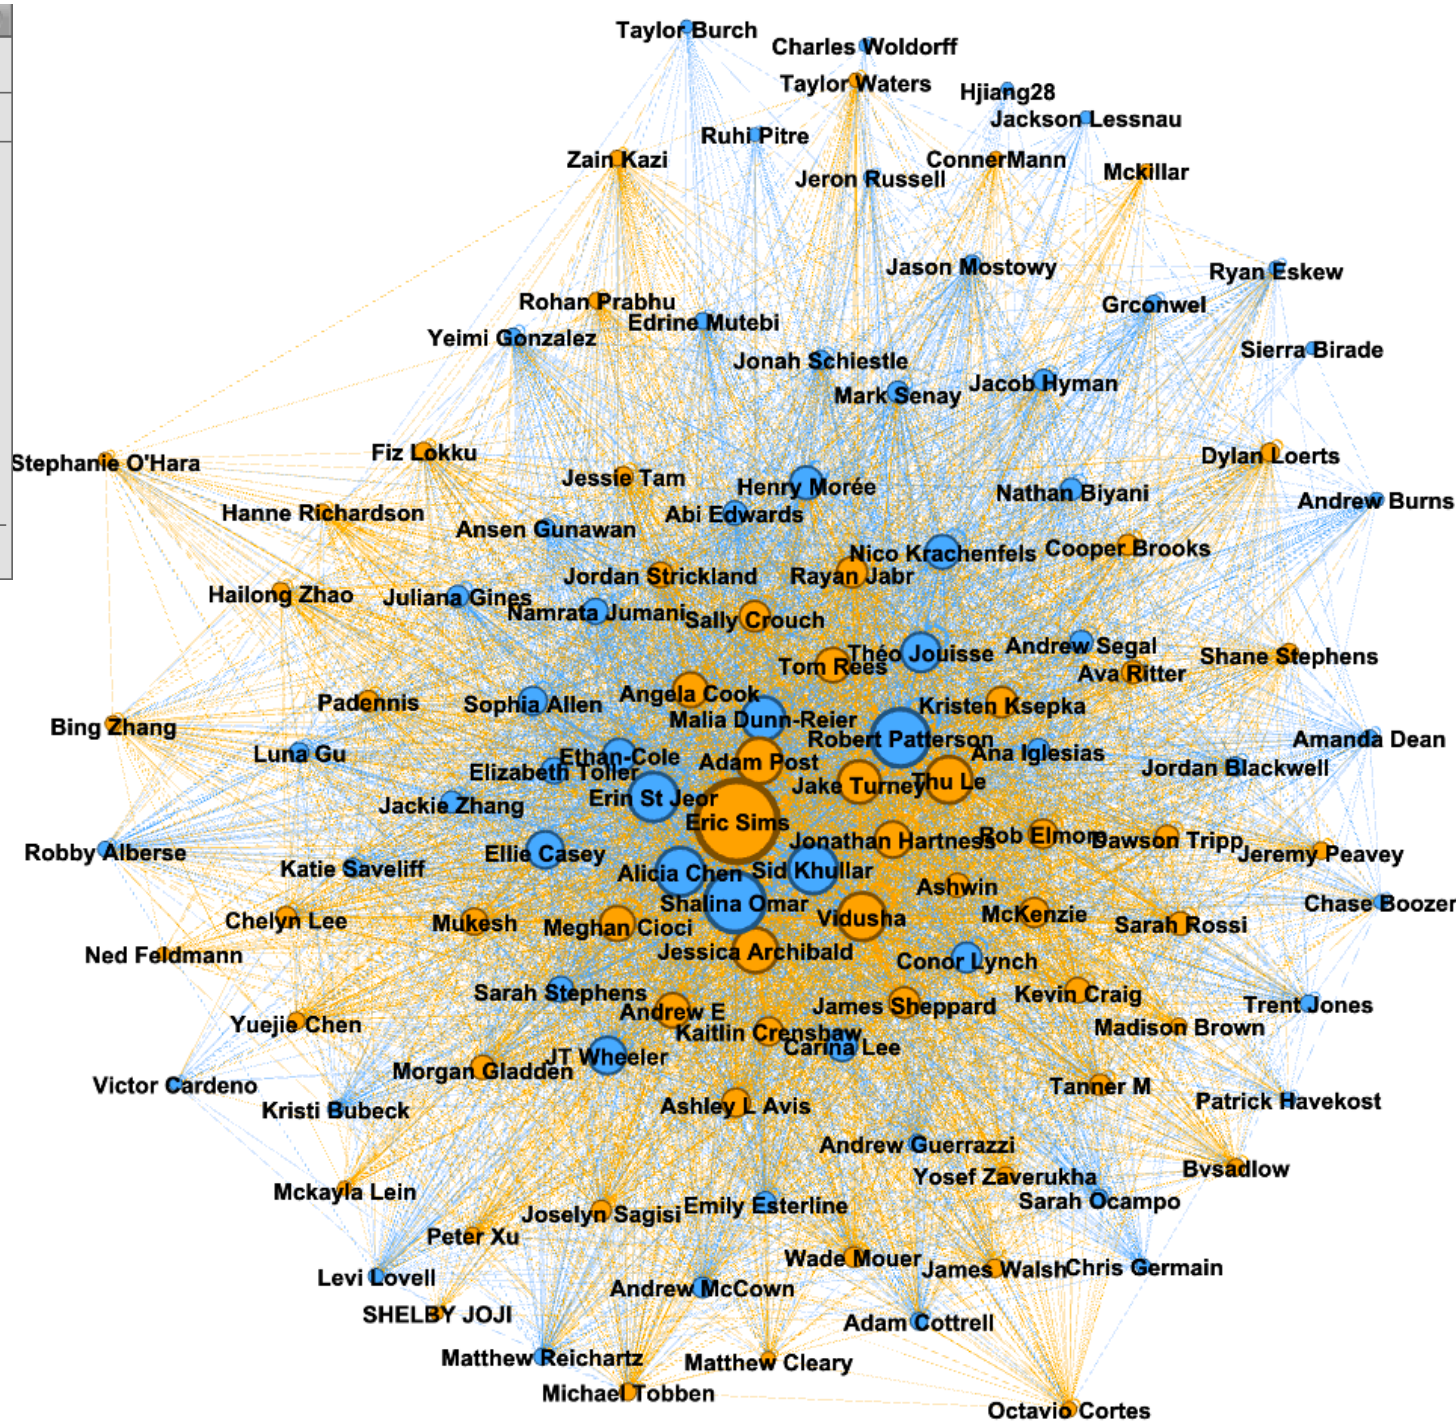 Taylor Burch
Charles Woldorff
Taylor Waters
Hjiang28
Jackson Lessnau
Ruhi Pitre
Zain Kazi
ConnerMann
Mckillar
Jeron Russell
Jason Mostowy
Ryan Eskew
Rohan Prabhu
Grconwel
Edrine Mutebi
Yeimi Gonzalez
Sierra Birade
Jonah Schiestle
Jacob Hyman
Mark Senay
Fiz Lokku
Dylan Loerts
Stephanie O'Hara
Jessie Tam
Henry Morée
Nathan Biyani
Andrew Burns
Hanne Richardson
Abi Edwards
Ansen Gunawan
Nico Krachenfels
Cooper Brooks
Jordan Strickland
Rayan Jabr
Hailong Zhao
Juliana Gines
Namrata Jumani
Sally Crouch
Andrew Segal
Théo Jouisse
Shane Stephens
Tom Rees
Ava Ritter
Angela Cook
Padennis
Sophia Allen
Kristen Ksepka
Malia Dunn-Reier
Bing Zhang
Robert Patterson
Amanda Dean
Luna Gu
Ethan-Cole
Ana Iglesias
Adam Post
Jordan Blackwell
Elizabeth Toller
Thu Le
Jake Turney
Erin St Jeor
Jackie Zhang
Eric Sims
Rob Elmore
Jonathan Hartness
Dawson Tripp
Robby Alberse
Ellie Casey
Jeremy Peavey
Katie Saveliff
Sid Khullar
Alicia Chen
Ashwin
Shalina Omar
Chase Boozer
McKenzie
Vidusha
Chelyn Lee
Mukesh
Sarah Rossi
Meghan Cioci
Jessica Archibald
Ned Feldmann
Conor Lynch
Sarah Stephens
Kevin Craig
Trent Jones
James Sheppard
Andrew E
Yuejie Chen
Madison Brown
Kaitlin Crenshaw
Carina Lee
JT Wheeler
Morgan Gladden
Victor Cardeno
Tanner M
Patrick Havekost
Ashley L Avis
Kristi Bubeck
Andrew Guerrazzi
Bvsadlow
Yosef Zaverukha
Mckayla Lein
Sarah Ocampo
Emily Esterline
Joselyn Sagisi
Peter Xu
Wade Mouer
James Walsh
Chris Germain
Levi Lovell
Andrew McCown
SHELBY JOJI
Adam Cottrell
Matthew Reichartz
Matthew Cleary
Michael Tobben
Octavio Cortes